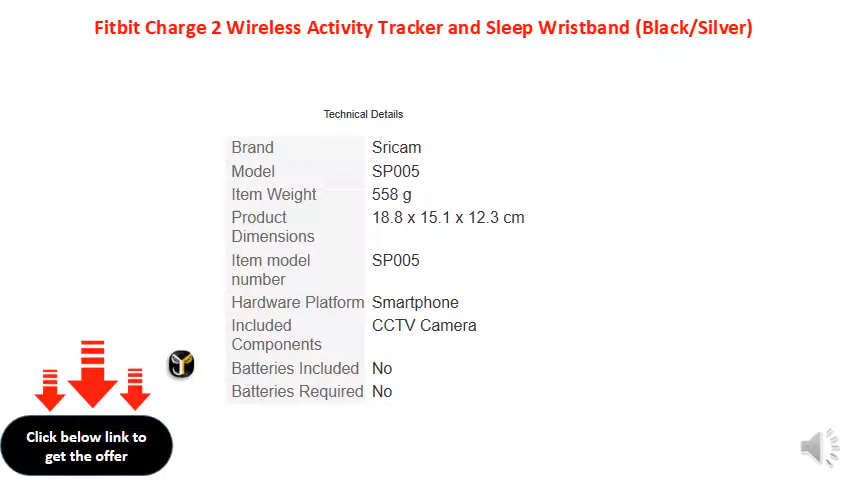 Fitbit Charge 2 Wireless Activity Tracker and Sleep Wristband (Black/Silver)
Technical Details
Brand Sricam
Model SP005
Item Weight 558 g
Product 18.8 x 15.1 x 12.3 cm
Dimensions
Item model SP005
number
Hardware Platform Smartphone
Included CCTV Camera
Components
Batteries Included No
Batteries Required No
Click below link to
get the offer